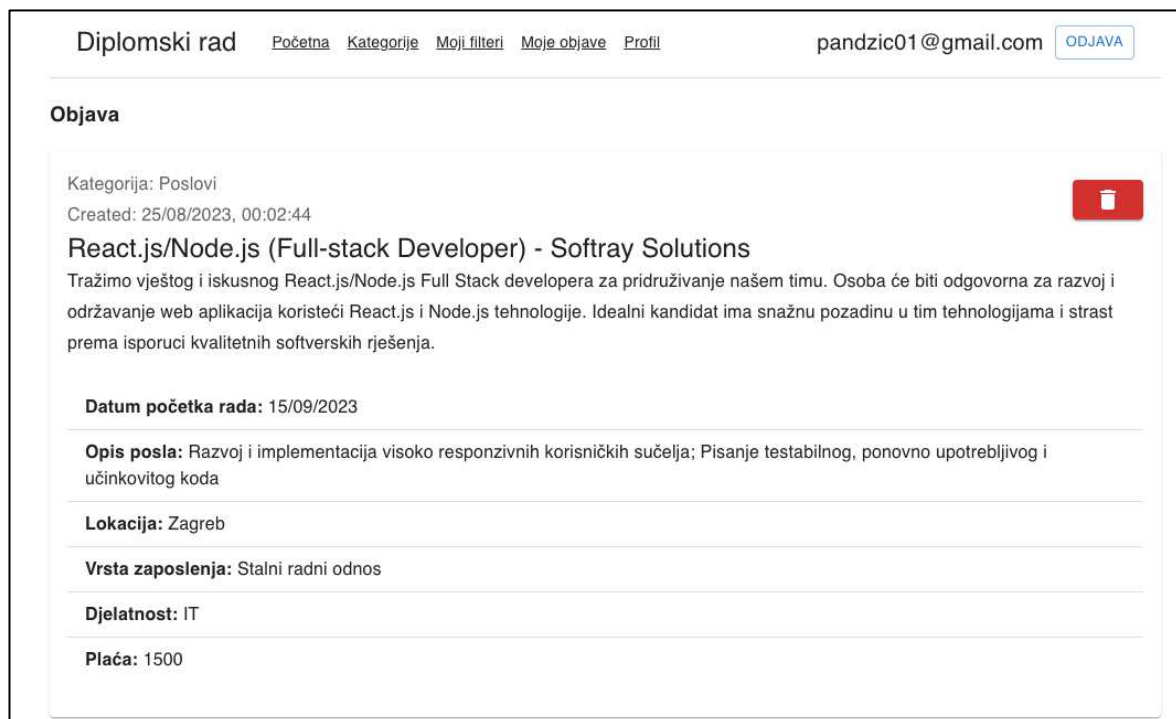 Diplomski rad Početna Kategorije Moji filteri Moje objave Profil pandzic01@gmail.com ODJAVA
Objava
Kategorija: Poslovi
Created: 25/08/2023, 00:02:44
React.js/Node.js (Full-stack Developer) - Softray Solutions
Tražimo vještog i iskusnog React.js/Node.js Full Stack developera za pridruživanje našem timu. Osoba će biti odgovorna za razvoj i
održavanje web aplikacija koristeći React.js i Node.js tehnologije. Idealni kandidat ima snažnu pozadinu u tim tehnologijama i strast
prema isporuci kvalitetnih softverskih rješenja.
Datum početka rada: 15/09/2023
Opis posla: Razvoj i implementacija visoko responzivnih korisničkih sučelja; Pisanje testabilnog, ponovno upotrebljivog i
učinkovitog koda
Lokacija: Zagreb
Vrsta zaposlenja: Stalni radni odnos
Djelatnost: IT
Plaća: 1500